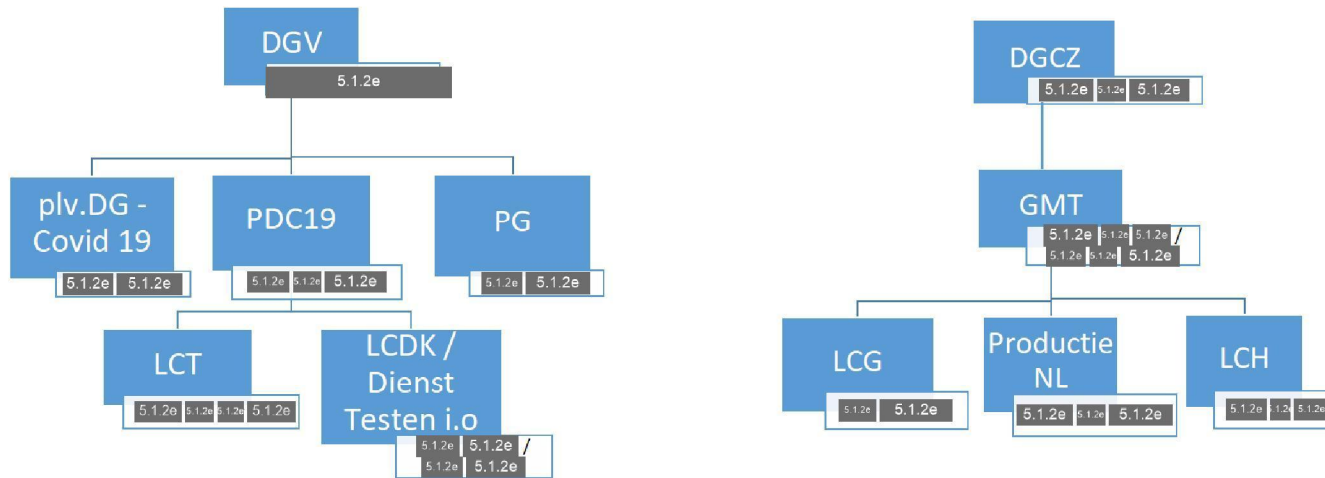 DGV
5.1.2e
plv.DG -
Covid 19
5.1.2e 5.1.2e
PDC19
5.1.2e 5.1.2e 5.1.2e
PG
5.1.2e 5.1.2e
LCT
5.1.2e 5.1.2e 5.1.2e 5.1.2e
LCDK /
Dienst
Testen i.o
5.1.2e 5.1.2e /
5.1.2e 5.1.2e
DGCZ
5.1.2e 5.1.2e 5.1.2e
GMT
5.1.2e 5.1.2e 5.1.2e /
5.1.2e 5.1.2e 5.1.2e
LCG
5.1.2e 5.1.2e
Productie
NL
5.1.2e 5.1.2e 5.1.2e
LCH
5.1.2e 5.1.2e 5.1.2e